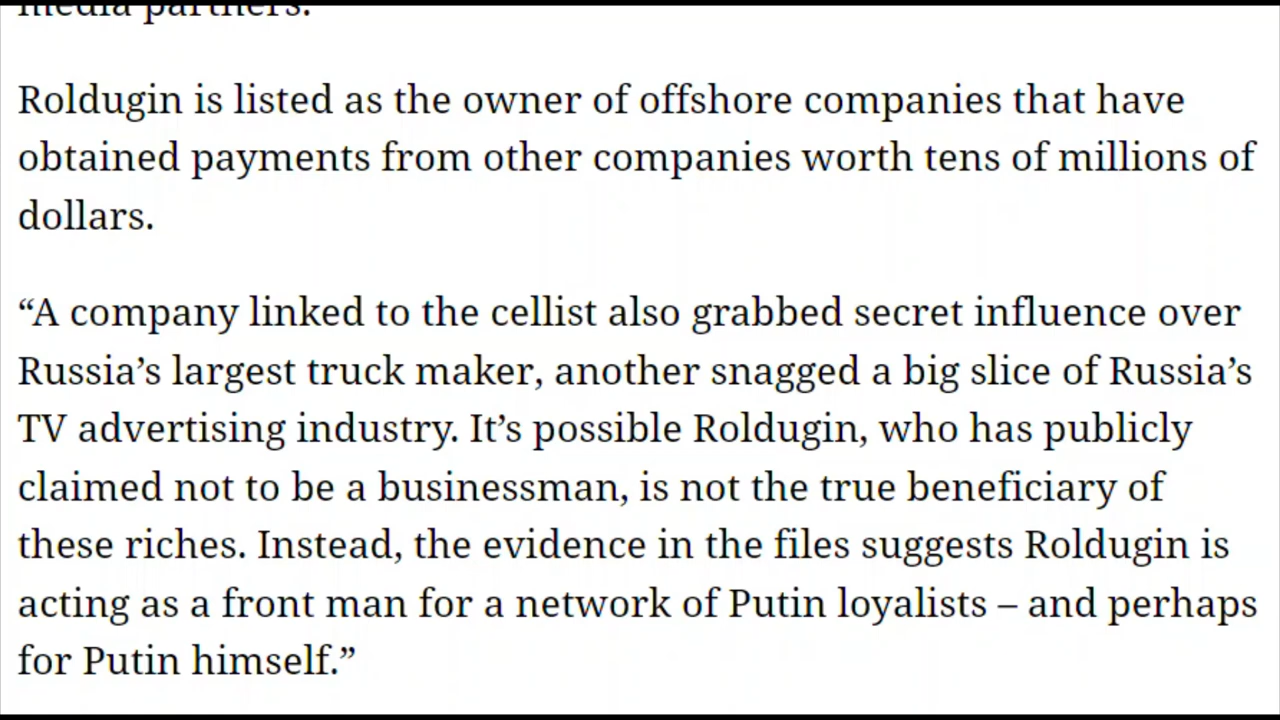 media partners.
Roldugin is listed as the owner of offshore companies that have
obtained payments from other companies worth tens of millions of
dollars.
“A company linked to the cellist also grabbed secret influence over
Russia’s largest truck maker, another snagged a big slice of Russia’s
TV advertising industry. It’s possible Roldugin, who has publicly
claimed not to be a businessman, is not the true beneficiary of
these riches. Instead, the evidence in the files suggests Roldugin is
acting as a front man for a network of Putin loyalists – and perhaps
for Putin himself.”